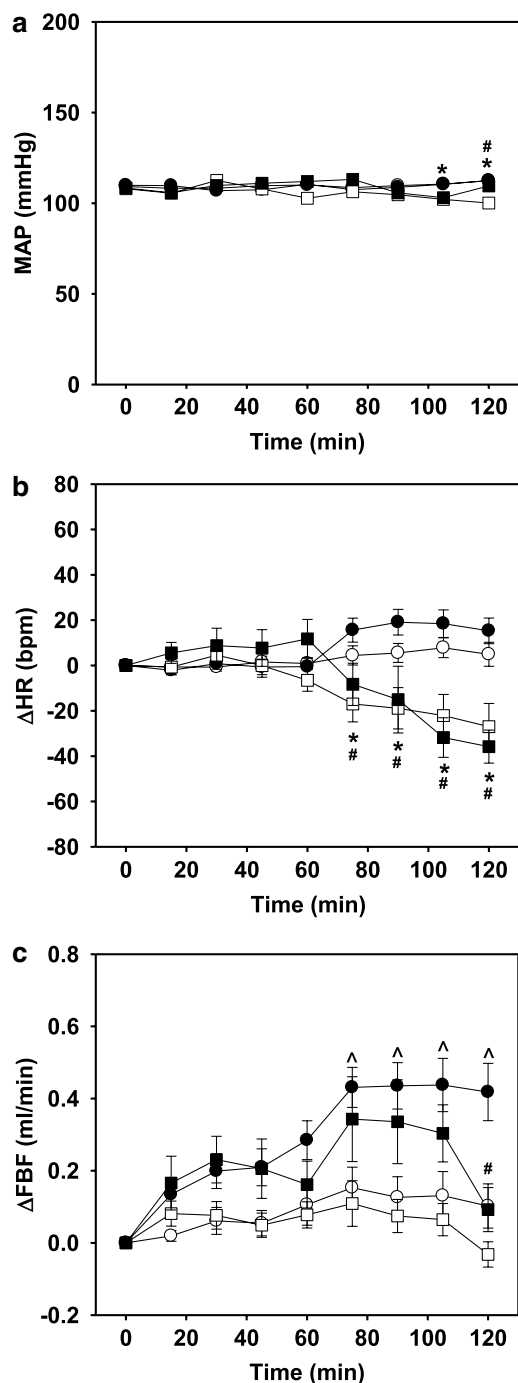 a
200
150
100
50
0
MAP (mmHg)
*
#
*
0 20 40 60 80 100 120
Time (min)
b
80
60
40
20
0
-20
-40
-60
-80
ΔHR (bpm)
* * * *
# # # #
0 20 40 60 80 100 120
Time (min)
c
0.8
0.6
0.4
0.2
0.0
-0.2
ΔFBF (ml/min)
^ ^ ^ ^
#
0 20 40 60 80 100 120
Time (min)